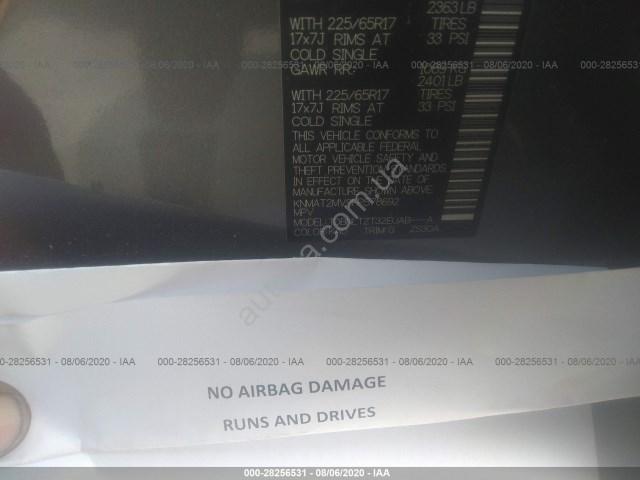 2363 LB
WITH 225/65R17 TIRES
17x7J RIMS AT 33 PSI
COLD SINGLE
000-28256531 - 08/06/2020 - IAA 000-28256531 - 08/06/2020 - IAA 000-28256531 - 08/06/2020 - IAA
GAWR RR: 1089 KG
2401 LB
WITH 225/65R17 TIRES
17x7J RIMS AT 33 PSI
COLD SINGLE
THIS VEHICLE CONFORMS TO
ALL APPLICABLE FEDERAL
MOTOR VEHICLE SAFETY AND
THEFT PREVENTION STANDARDS
IN EFFECT ON THE DATE OF
MANUFACTURE SHOWN ABOVE.
MPV
TRIM: G
000-28256531 - 08/06/2020 - IAA 000-28256531 - 08/06/2020 - IAA 000-28256531 - 08/06/2020 - IAA 000-28256531 - 08/06/2020 - IAA
NO AIRBAG DAMAGE
RUNS AND DRIVES
000-28256531 - 08/06/2020 - IAA